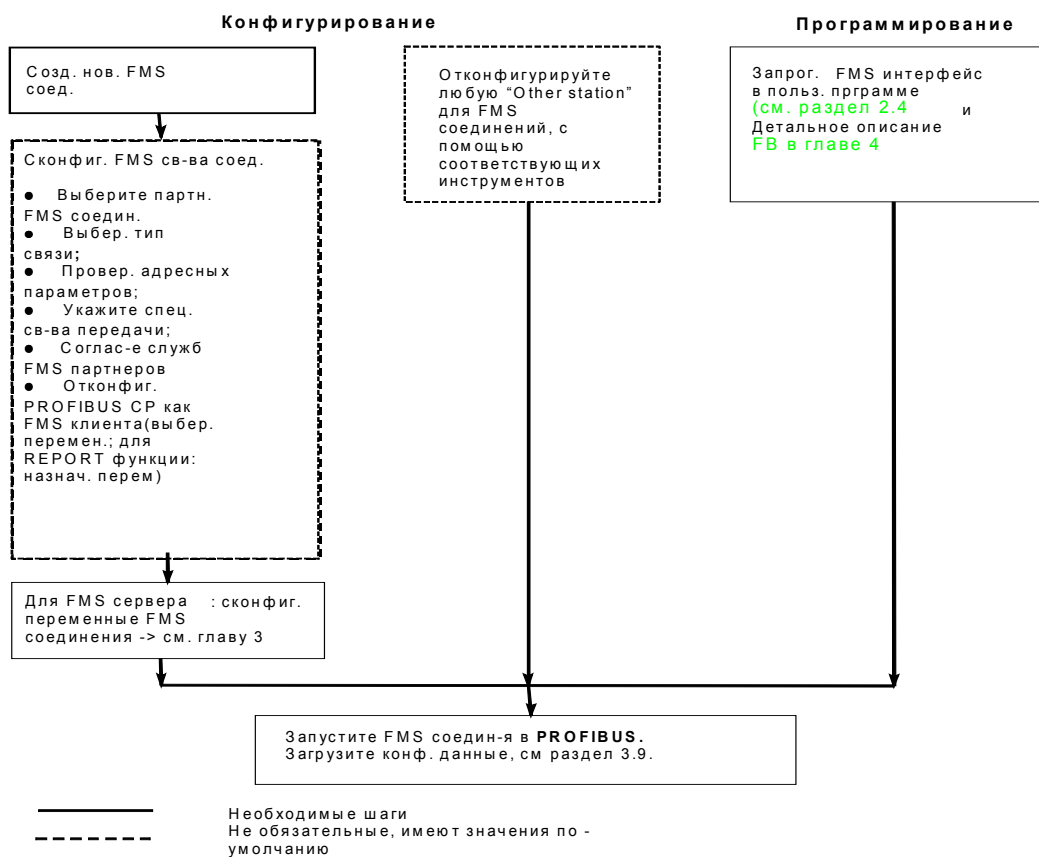 Конфигурирование
Программирование
Созд. нов. FMS
соед.
Сконфиг. FMS св-ва соед.
● Выберите партн.
FMS соедин.
● Выбер. тип
связи;
● Провер. адресных
параметров;
● Укажите спец.
св-ва передачи;
● Соглас-е служб
FMS партнеров
● Отконфиг.
PROFIBUS CP как
FMS клиента(выбер.
перемен.; для
REPORT функции:
назнач. перем)
Для FMS сервера : сконфиг.
переменные FMS
соединения -> см. главу 3
Отконфигурируйте
любую “Other station”
для FMS
соединений, с
помощью
соответствующих
инструментов
Запрог. FMS интерфейс
в польз. прграмме
(см. раздел 2.4 и
Детальное описание
FB в главе 4
Запустите FMS соедин-я в PROFIBUS.
Загрузите конф. данные, см раздел 3.9.
Необходимые шаги
Не обязательные, имеют значения по -
умолчанию